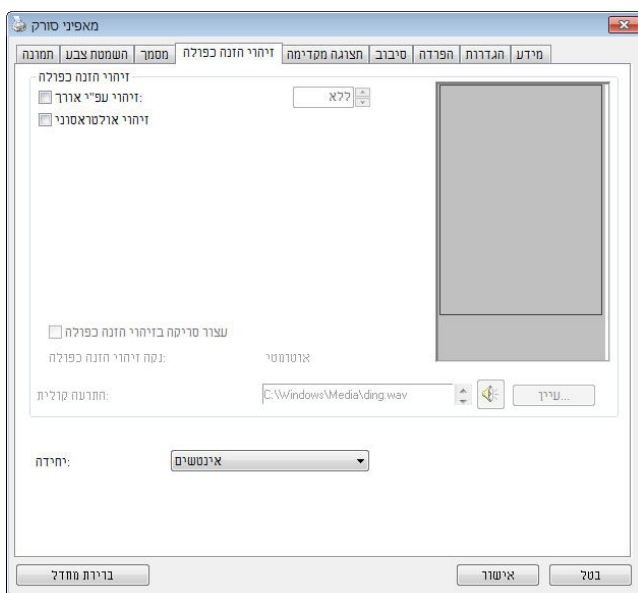 מאפיני סורק
תמונה השמטת צבע מסמך זיהוי הזנה כפולה תצוגה מקדימה סיבוב הפרדה הגדרות מידע
זיהוי הזנה כפולה
זיהוי עפ"י אורך: ללא
זיהוי אולטראסוני
עצור סריקה בזיהוי הזנה כפולה
נקה זיהוי הזנה כפולה: אוטומטי
התרעה קולית: C:\Windows\Media\ding.wav עיין...
יחידה: אינטשים
ברירת מחדל אישור בטל